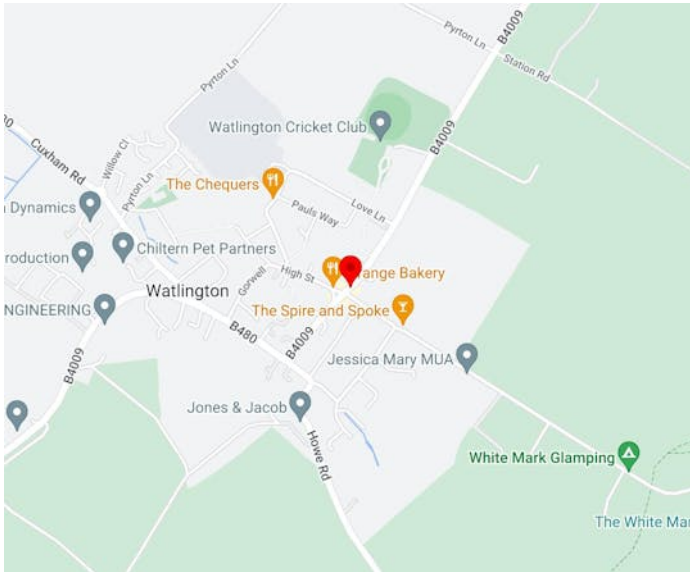 B4009
Pyrton Ln
Station Rd
Pyrton Ln
Watlington Cricket Club
B4009
Cuxham Rd
Willow Cl
Pyrton Ln
The Chequers
Pauls Way
Love Ln
n Dynamics
Chiltern Pet Partners
roduction
Gorwell
High St
range Bakery
Watlington
NGINEERING
The Spire and Spoke
B480
B4009
B4009
Jessica Mary MUA
Jones & Jacob
Howe Rd
White Mark Glamping
The White Mar